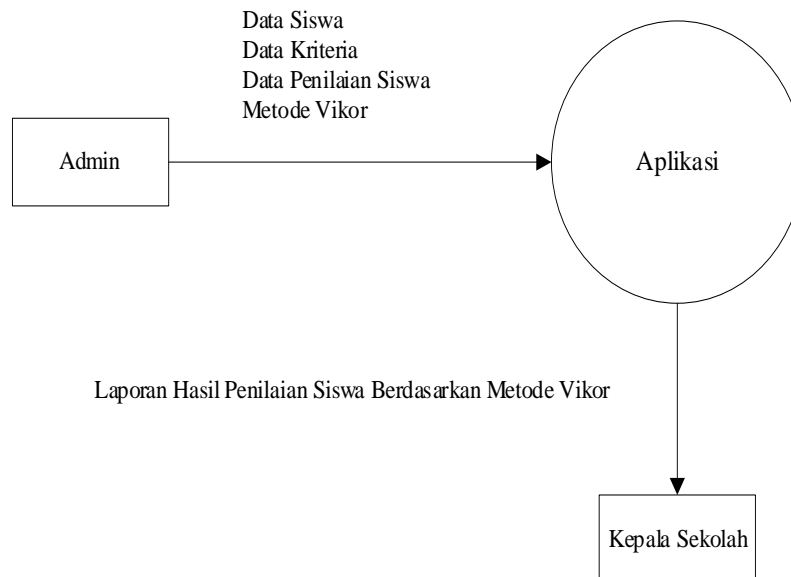 Data Siswa
Data Kriteria
Data Penilaian Siswa
Metode Vikor
Admin
Aplikasi
Laporan Hasil Penilaian Siswa Berdasarkan Metode Vikor
Kepala Sekolah